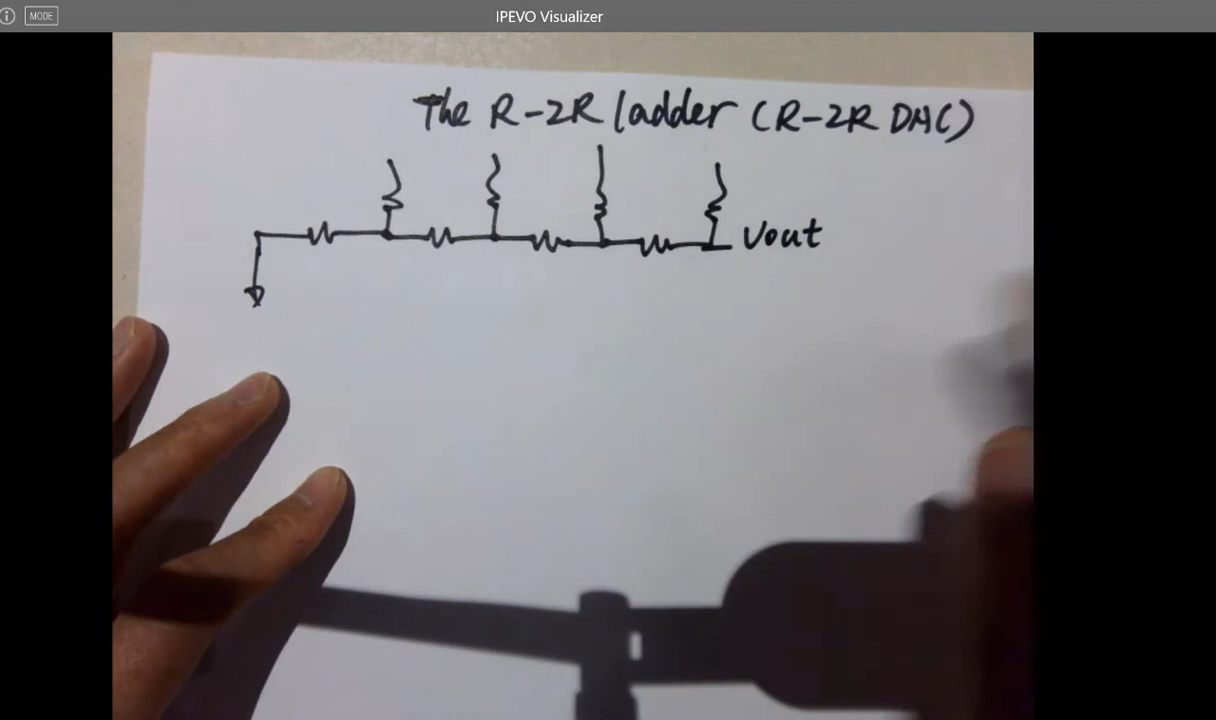 IPEVO Visualizer
MODE
The R-2R ladder (R-2R DAC)
Vout